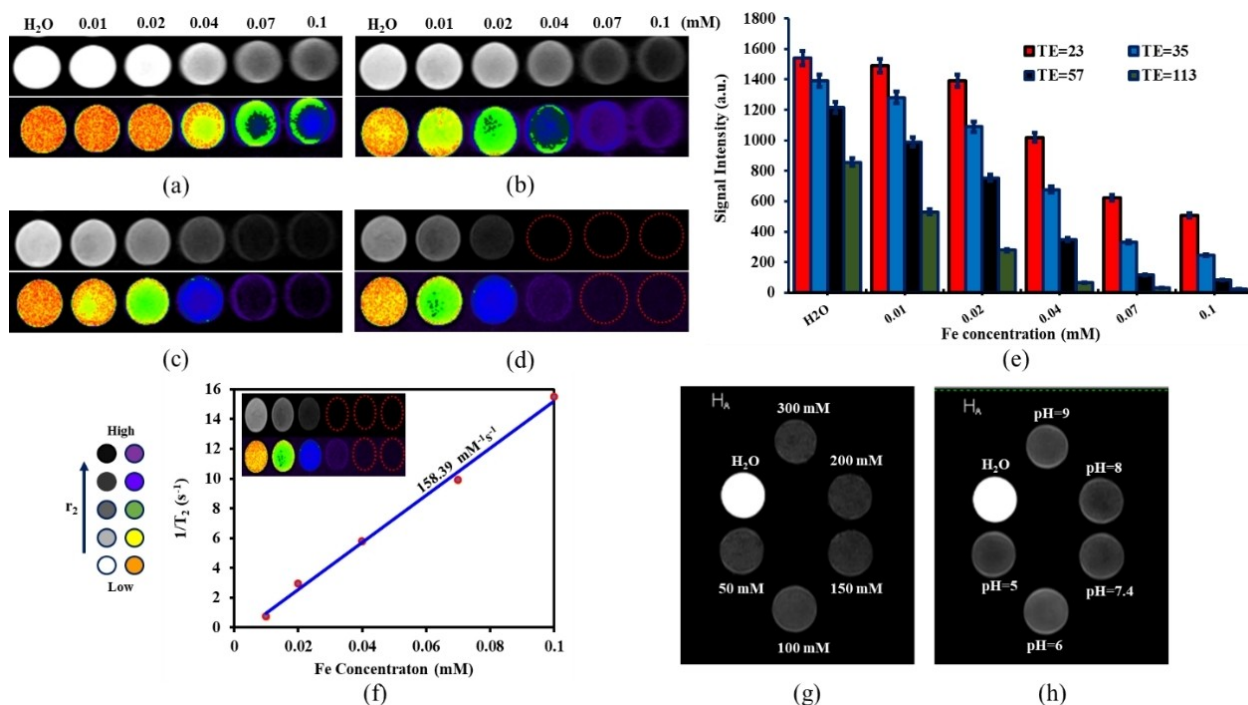 H₂O 0.01 0.02 0.04 0.07 0.1
H₂O 0.01 0.02 0.04 0.07 0.1 (mM)
(a)
(b)
(c)
(d)
1800
1600
1400
1200
1000
800
600
400
200
0
Signal Intensity (a.u.)
TE=23 TE=35
TE=57 TE=113
H2O 0.01 0.02 0.04 0.07 0.1
Fe concentration (mM)
(e)
High
r₂
Low
16
14
12
10
8
6
4
2
0
1/T₂ (s⁻¹)
158.39 mM⁻¹s⁻¹
0 0.02 0.04 0.06 0.08 0.1
Fe Concentraton (mM)
(f)
H_A
300 mM
H₂O
200 mM
50 mM
150 mM
100 mM
(g)
H_A
pH=9
H₂O
pH=8
pH=5
pH=7.4
pH=6
(h)